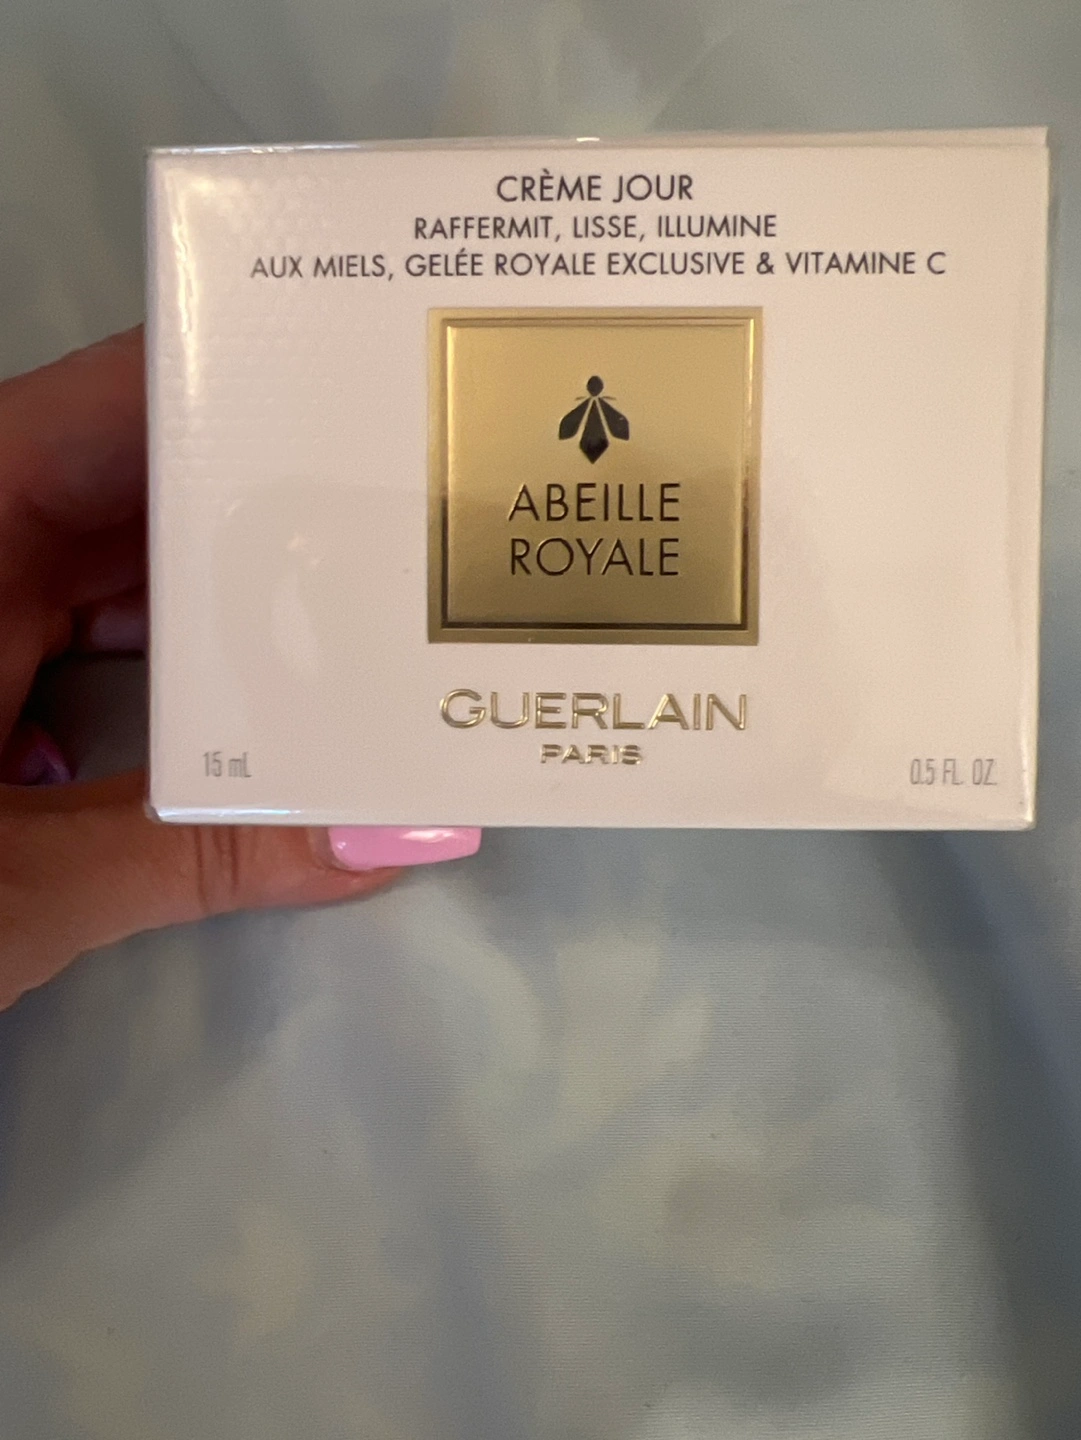 CRÈME JOUR
RAFFERMIT, LISSE, ILLUMINE
AUX MIELS, GELÉE ROYALE EXCLUSIVE & VITAMINE C
ABEILLE
ROYALE
GUERLAIN
PARIS
15 mL
0.5 FL. OZ.